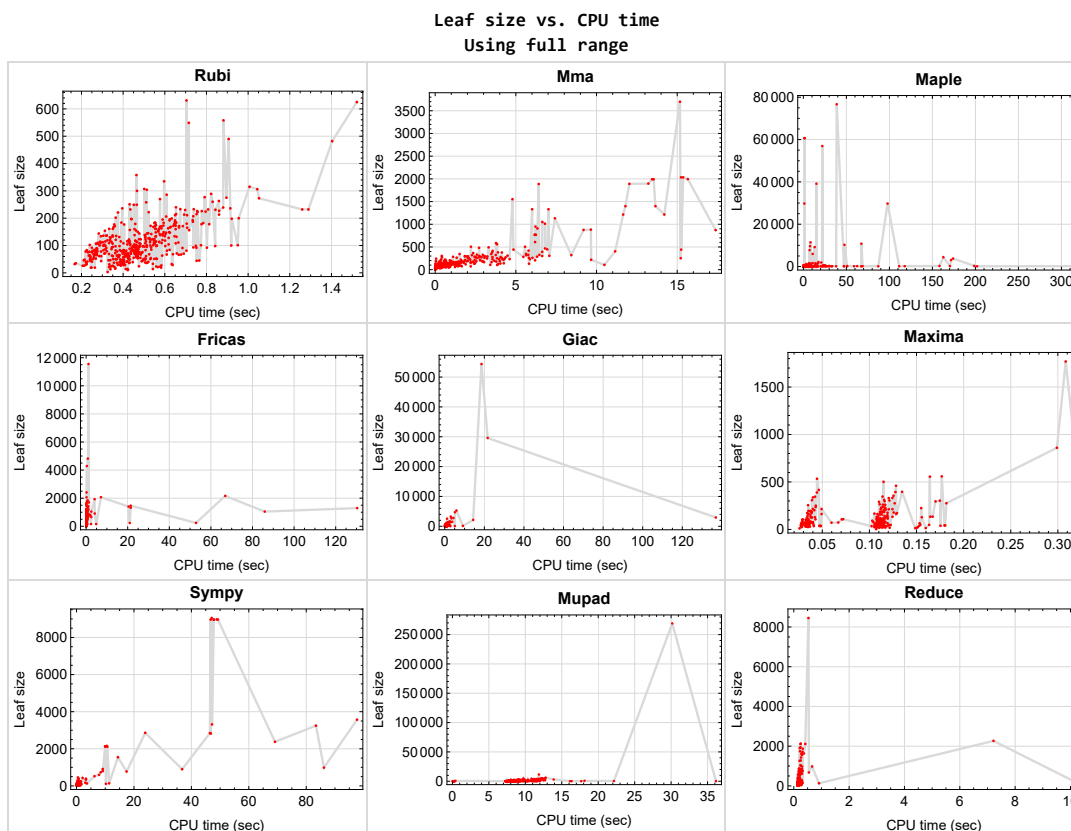 Leaf size vs. CPU time
Using full range
Rubi
Leaf size
600
500
400
300
200
100
0
0.2 0.4 0.6 0.8 1.0 1.2 1.4
CPU time (sec)
Mma
Leaf size
3500
3000
2500
2000
1500
1000
500
0
0 5 10 15
CPU time (sec)
Maple
Leaf size
80 000
60 000
40 000
20 000
0
0 50 100 150 200 250 300
CPU time (sec)
Fricas
Leaf size
12 000
10 000
8000
6000
4000
2000
0
0 20 40 60 80 100 120
CPU time (sec)
Giac
Leaf size
50 000
40 000
30 000
20 000
10 000
0
0 20 40 60 80 100 120 140
CPU time (sec)
Maxima
Leaf size
1500
1000
500
0
0.05 0.10 0.15 0.20 0.25 0.30
CPU time (sec)
Sympy
Leaf size
8000
6000
4000
2000
0
0 20 40 60 80
CPU time (sec)
Mupad
Leaf size
250 000
200 000
150 000
100 000
50 000
0
0 5 10 15 20 25 30 35
CPU time (sec)
Reduce
Leaf size
8000
6000
4000
2000
0
0 2 4 6 8 10
CPU time (sec)